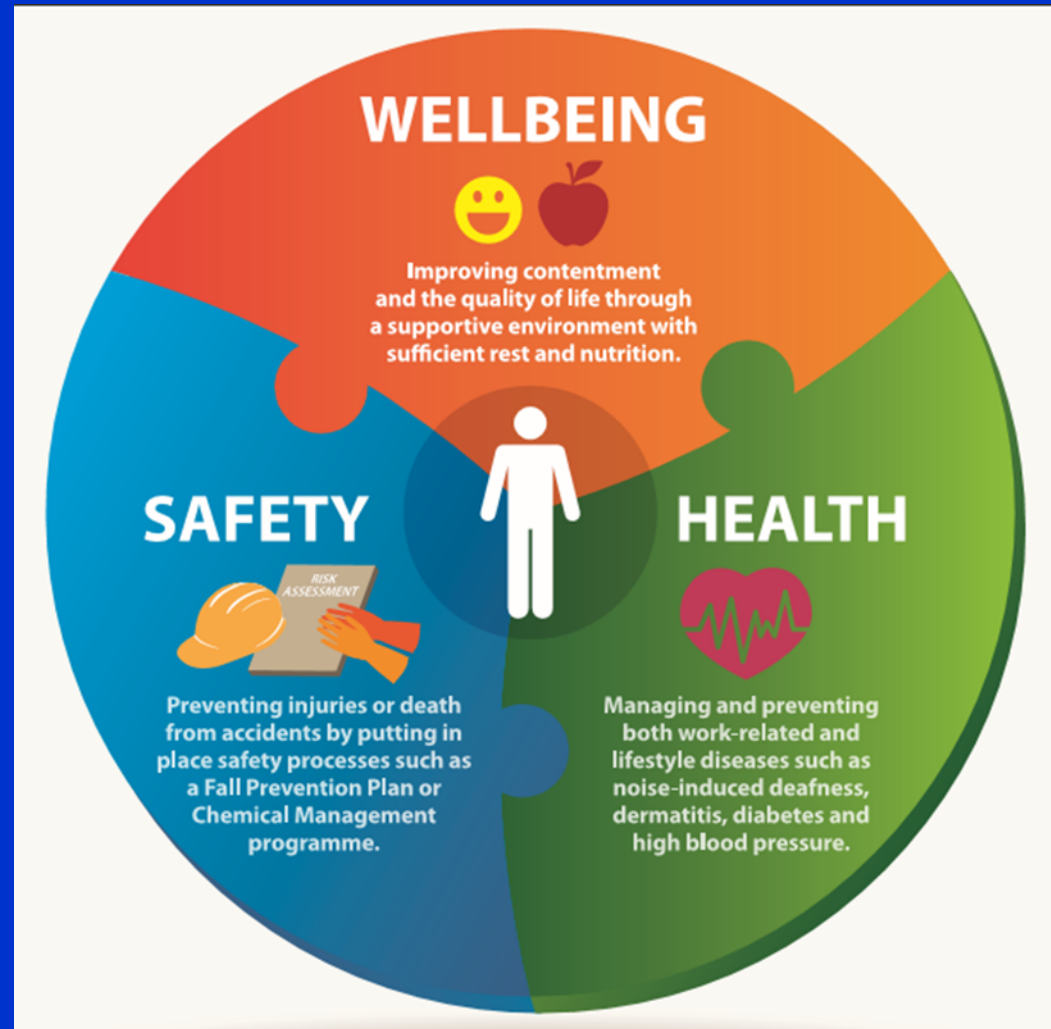 WELLBEING
Improving contentment
and the quality of life through
a supportive environment with
sufficient rest and nutrition.
SAFETY
RISK
ASSESSMENT
Preventing injuries or death
from accidents by putting in
place safety processes such as
a Fall Prevention Plan or
Chemical Management
programme.
HEALTH
Managing and preventing
both work-related and
lifestyle diseases such as
noise-induced deafness,
dermatitis, diabetes and
high blood pressure.